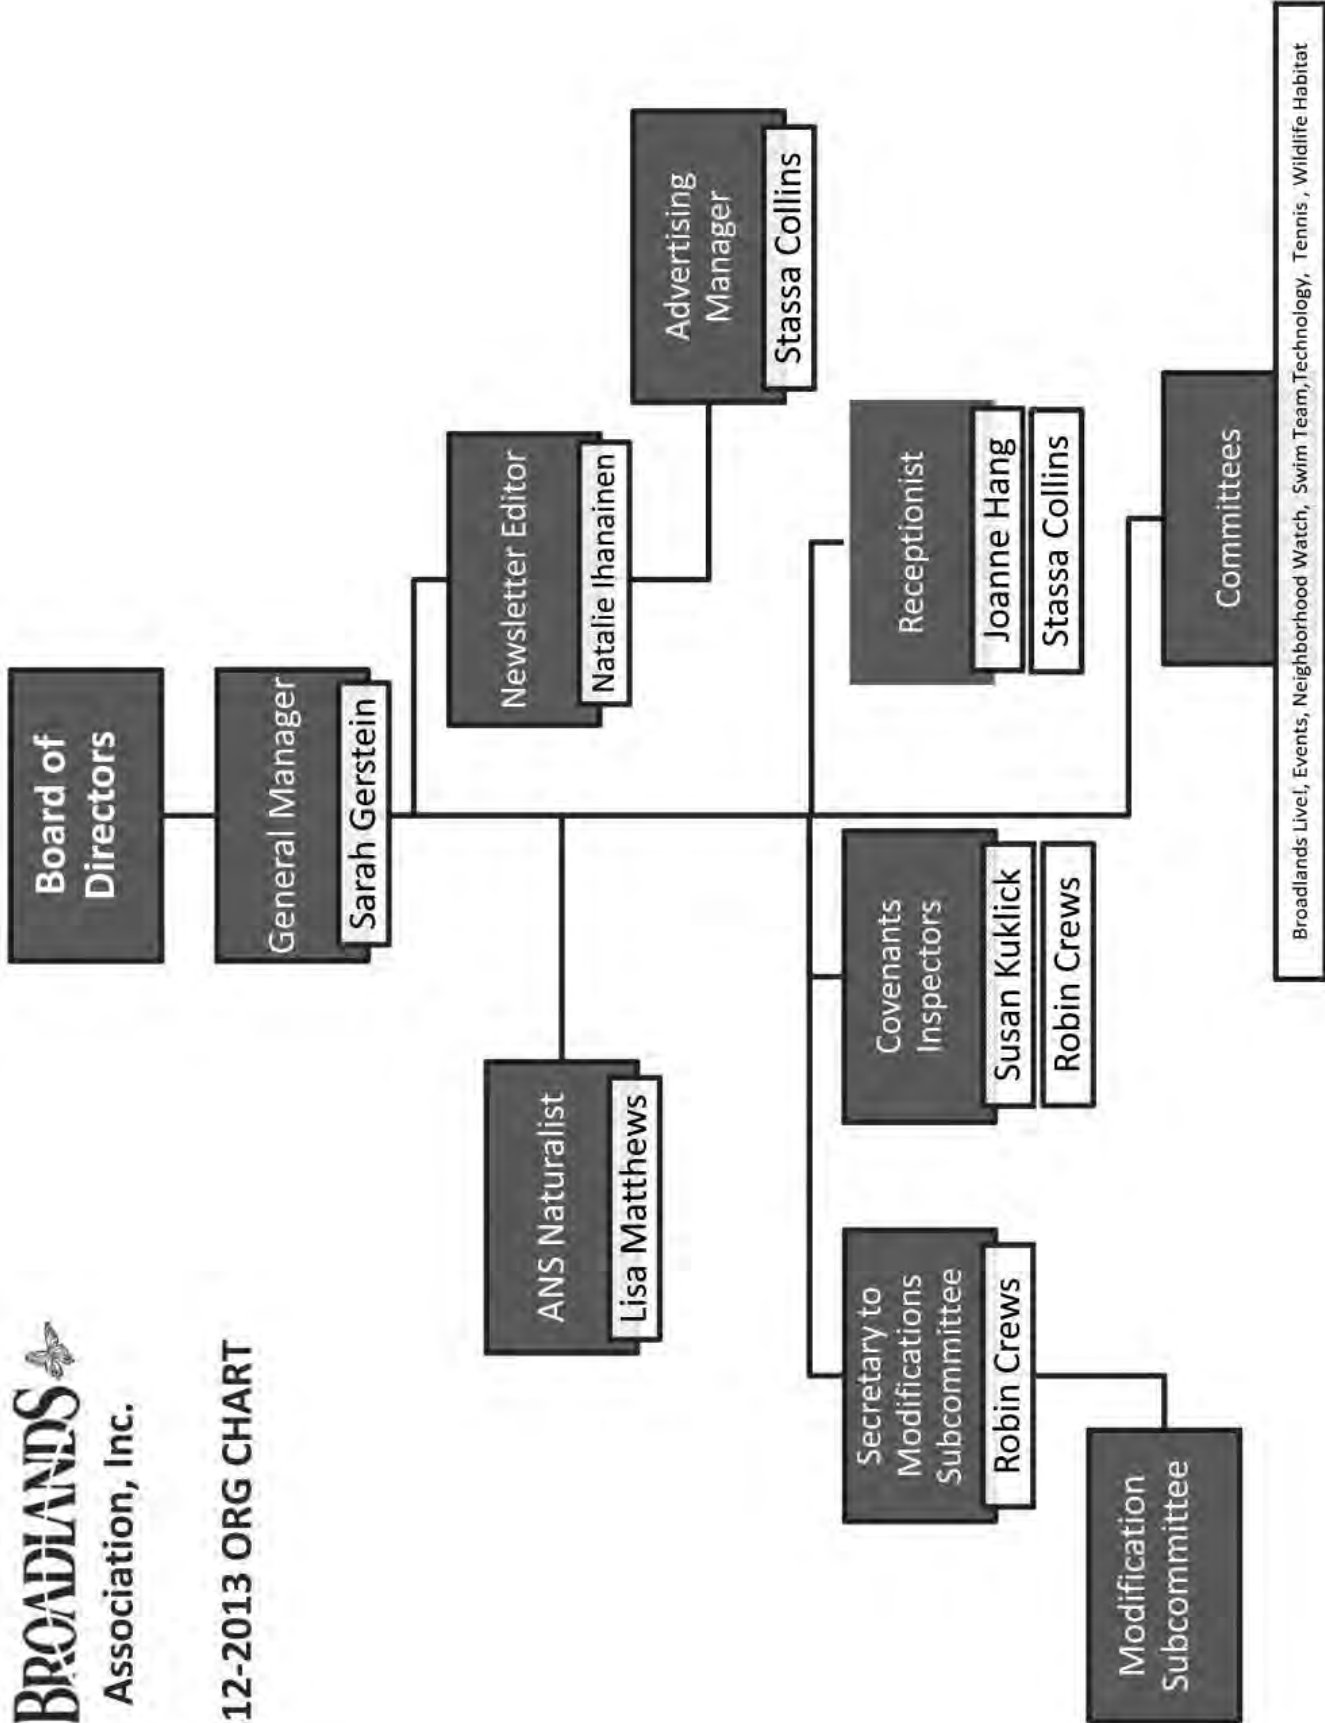 BROADLANDS
Association, Inc.
12-2013 ORG CHART
Board of
Directors
General Manager
Sarah Gerstein
Newsletter Editor
Natalie Ihanainen
Advertising
Manager
Stassa Collins
ANS Naturalist
Lisa Matthews
Secretary to
Modifications
Subcommittee
Robin Crews
Covenants
Inspectors
Susan Kuklick
Robin Crews
Receptionist
Joanne Hang
Stassa Collins
Modification
Subcommittee
Committees
Broadlands Live!, Events, Neighborhood Watch, Swim Team,Technology, Tennis , Wildlife Habitat